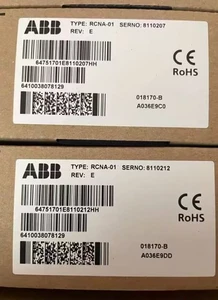 ABB TYPE: RCNA-01 SERNO: 8110207
REV: E
64751701E8110207HH
6410038078129
CE
RoHS
018170-B
A036E9C0
ABB TYPE: RCNA-01 SERNO: 8110212
REV: E
64751701E8110212HH
6410038078129
CE
RoHS
018170-B
A036E9DD